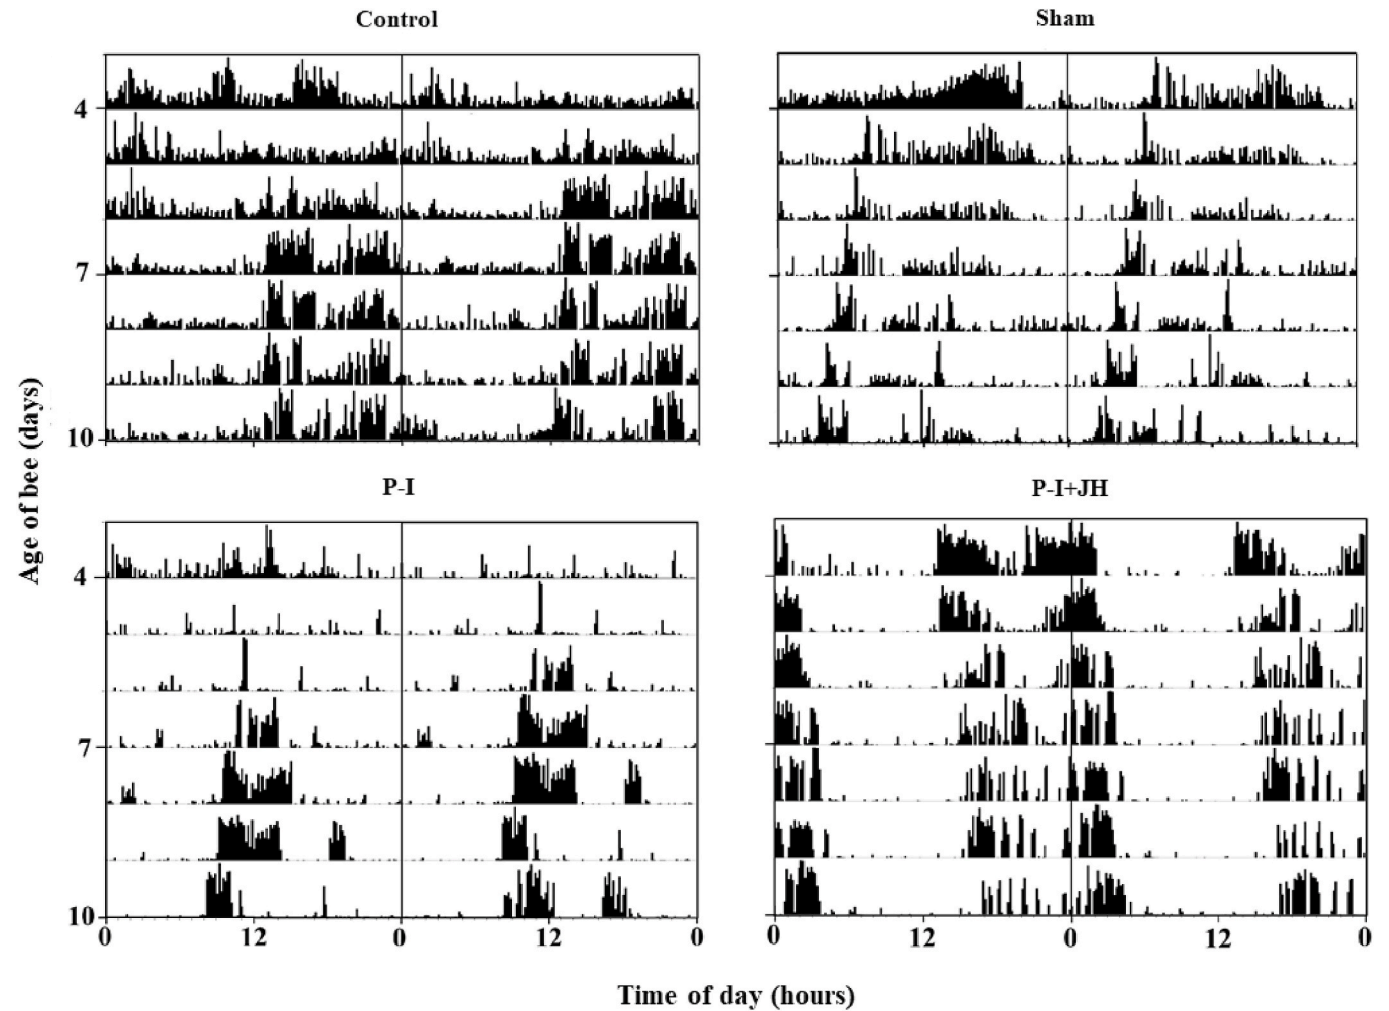 Control
Sham
4
7
10
P-I
P-I+JH
4
7
10
0 12 0 12 0
0 12 0 12 0
Age of bee (days)
Time of day (hours)